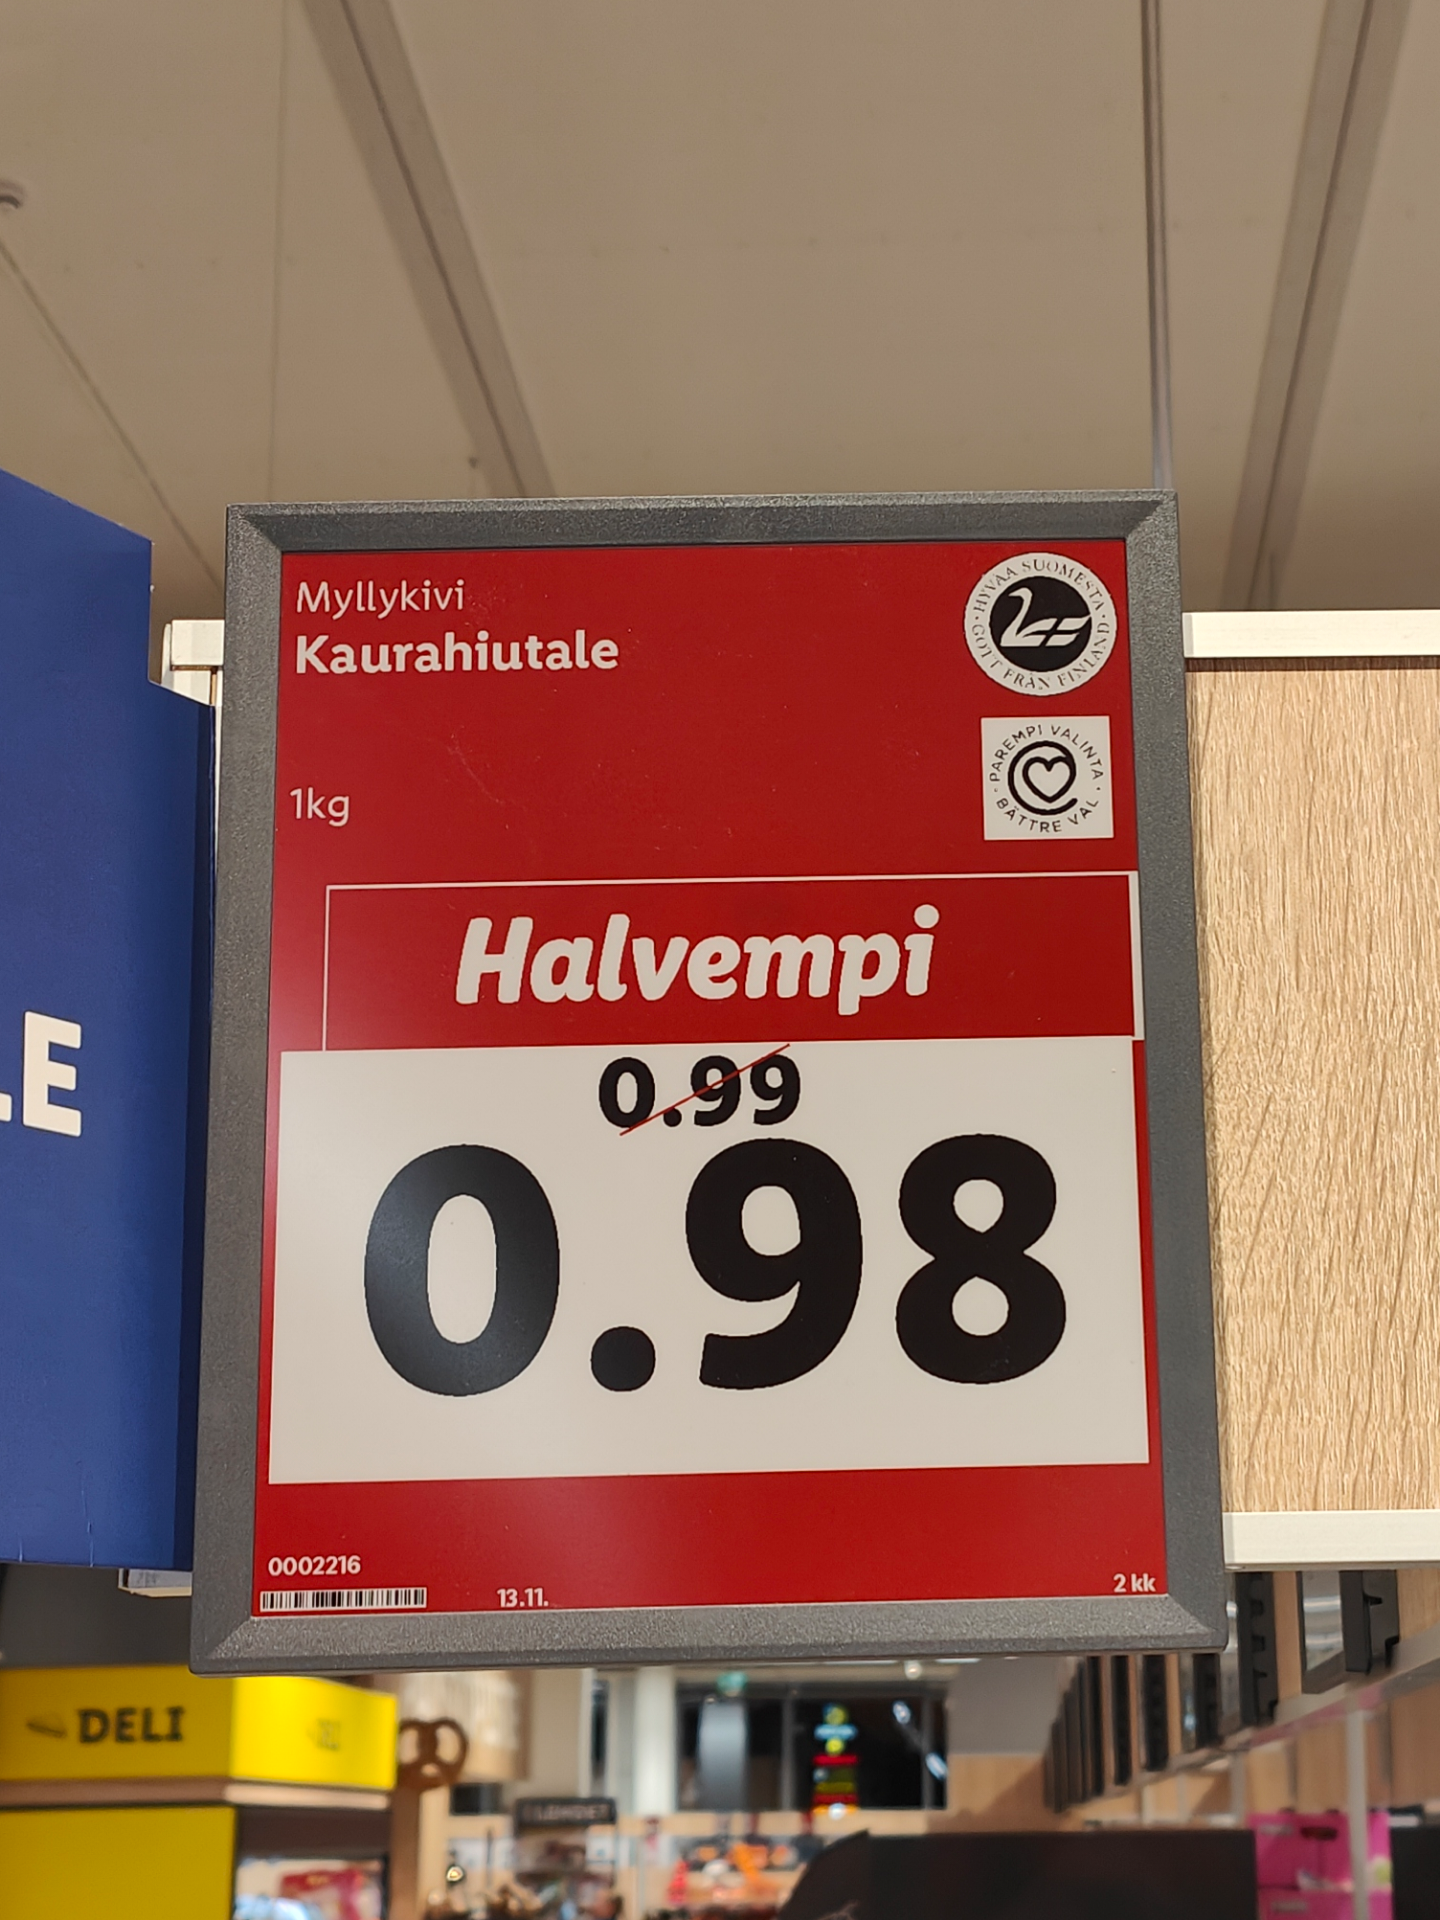 Myllykivi
Kaurahiutale
HYVÄÄ SUOMESTA · GOTT FRÅN FINLAND ·
1kg
PAREMPI VALINTA · BÄTTRE VAL ·
Halvempi
0.99
0.98
LE
0002216
13.11.
2 kk
DELI